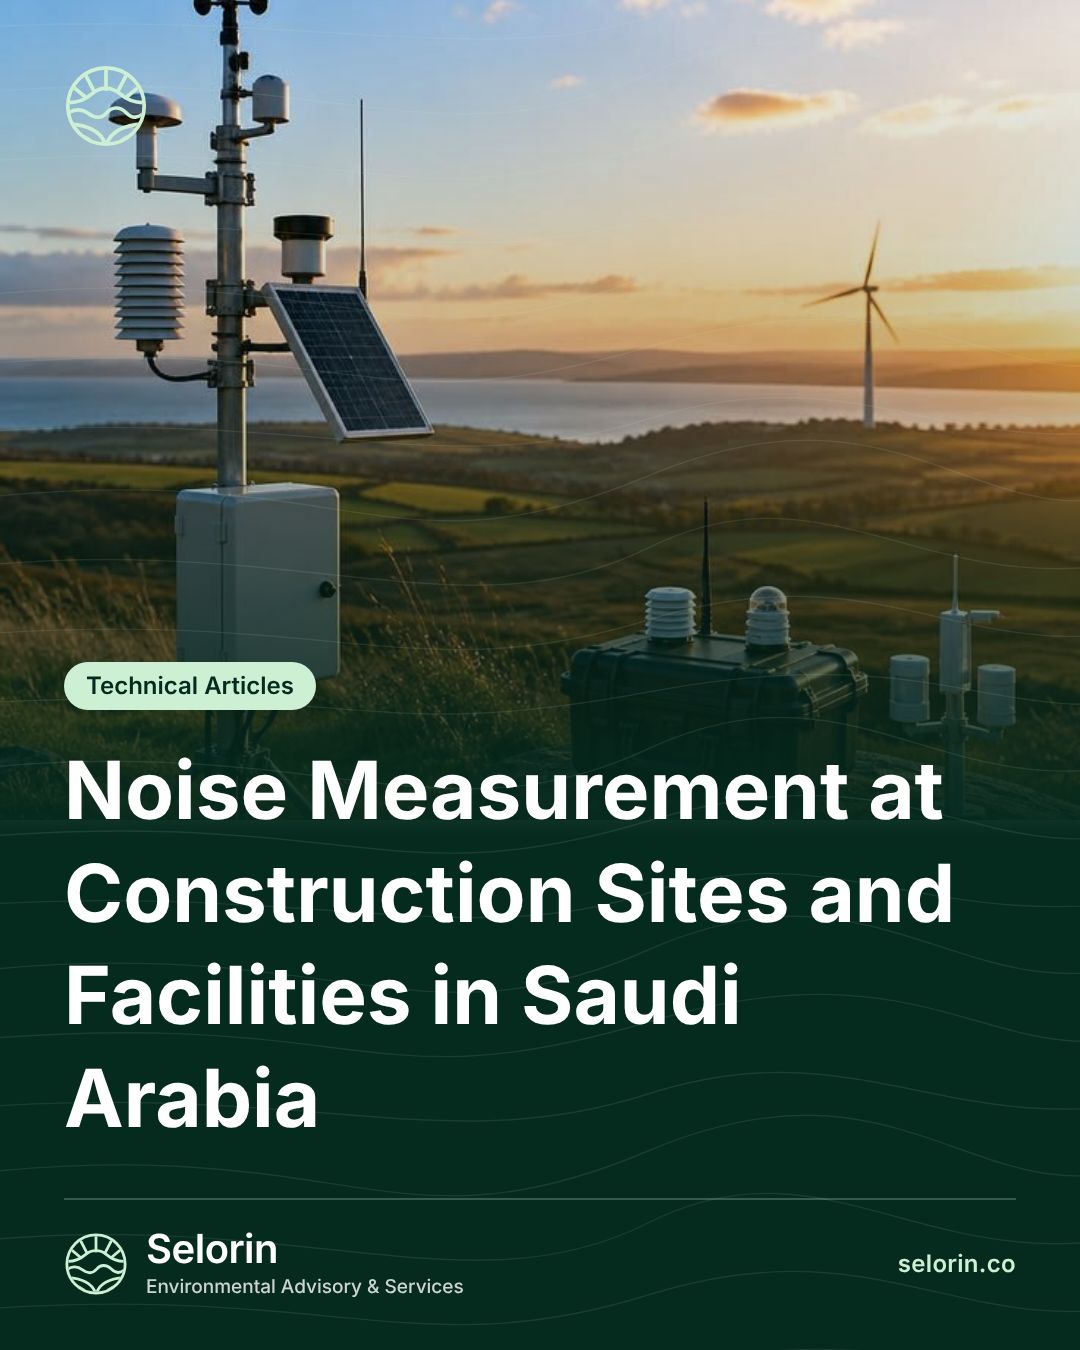 Technical Articles
Noise Measurement at
Construction Sites and
Facilities in Saudi
Arabia
Selorin
Environmental Advisory & Services
selorin.co